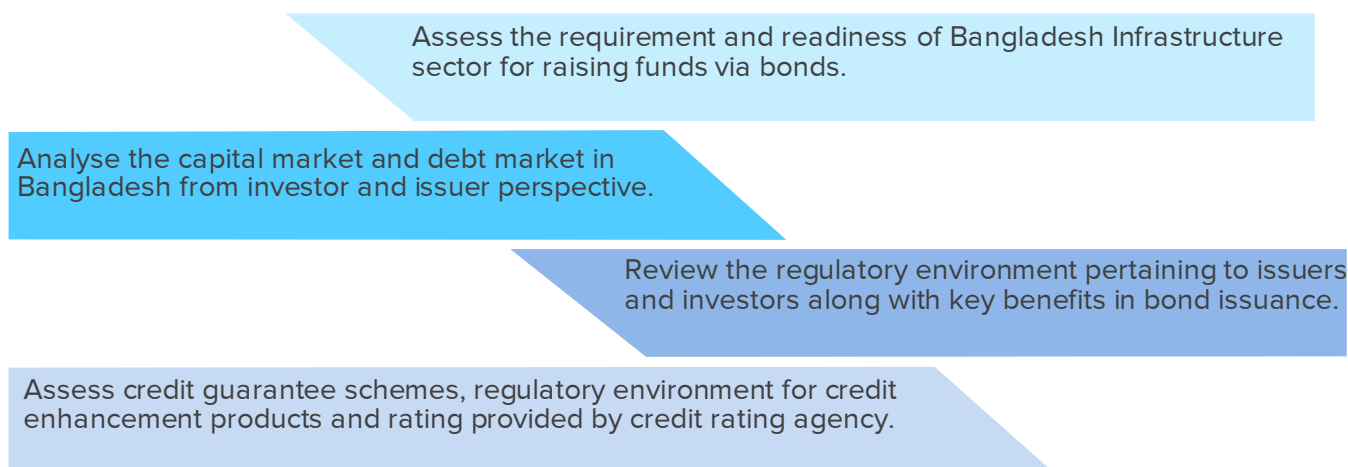 Assess the requirement and readiness of Bangladesh Infrastructure
sector for raising funds via bonds.
Analyse the capital market and debt market in
Bangladesh from investor and issuer perspective.
Review the regulatory environment pertaining to issuers
and investors along with key benefits in bond issuance.
Assess credit guarantee schemes, regulatory environment for credit
enhancement products and rating provided by credit rating agency.